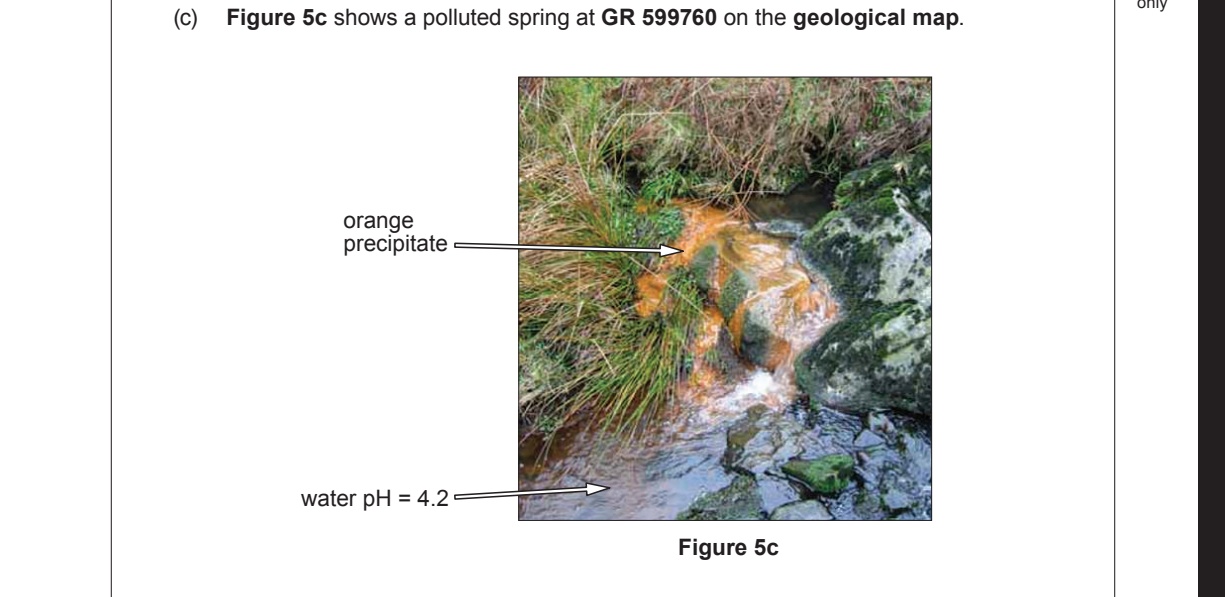 only
(c) Figure 5c shows a polluted spring at GR 599760 on the geological map.
orange
precipitate
water pH = 4.2
Figure 5c